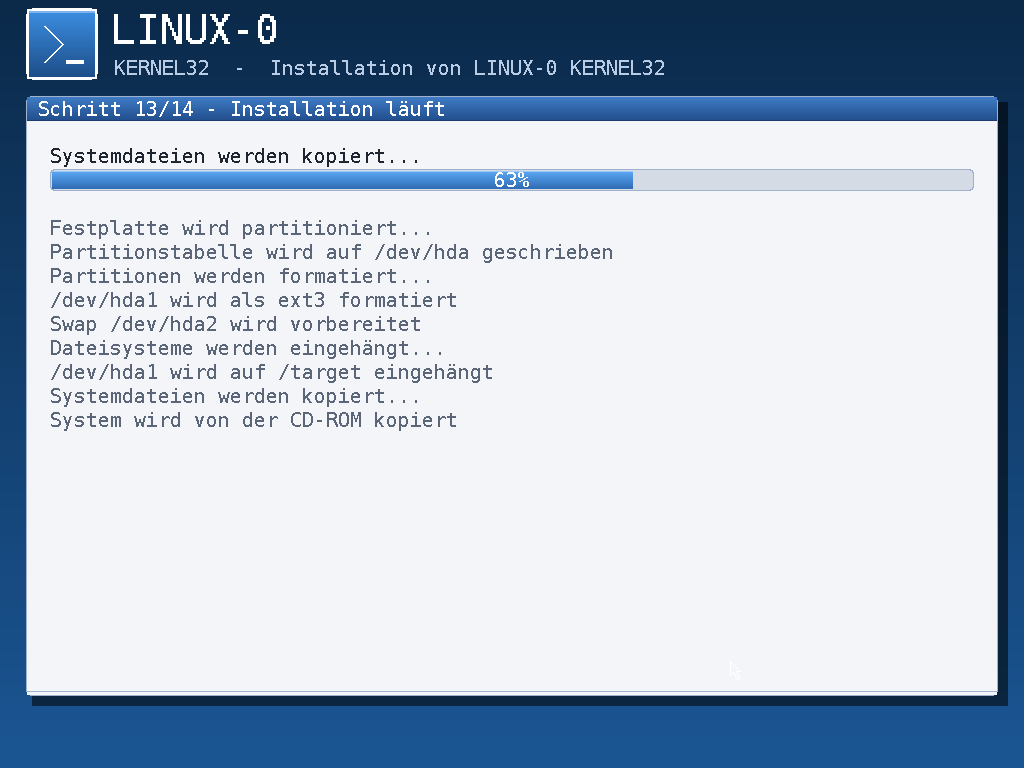 LINUX-0
KERNEL32 - Installation von LINUX-0 KERNEL32
Schritt 13/14 - Installation läuft
Systemdateien werden kopiert...
63%
Festplatte wird partitioniert...
Partitionstabelle wird auf /dev/hda geschrieben
Partitionen werden formatiert...
/dev/hda1 wird als ext3 formatiert
Swap /dev/hda2 wird vorbereitet
Dateisysteme werden eingehängt...
/dev/hda1 wird auf /target eingehängt
Systemdateien werden kopiert...
System wird von der CD-ROM kopiert